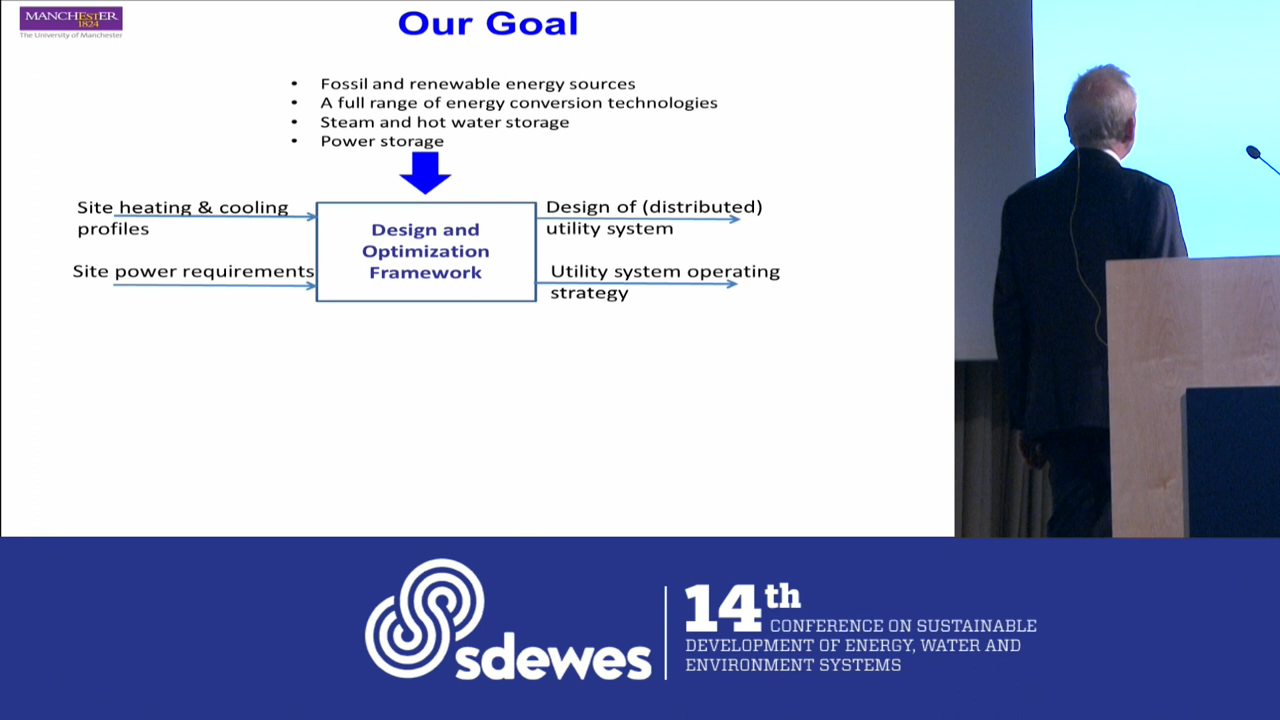 MANCHESTER
1824
The University of Manchester
Our Goal
• Fossil and renewable energy sources
• A full range of energy conversion technologies
• Steam and hot water storage
• Power storage
Site heating & cooling
profiles
Site power requirements
Design and
Optimization
Framework
Design of (distributed)
utility system
Utility system operating
strategy
sdewes
14th
CONFERENCE ON SUSTAINABLE
DEVELOPMENT OF ENERGY, WATER AND
ENVIRONMENT SYSTEMS